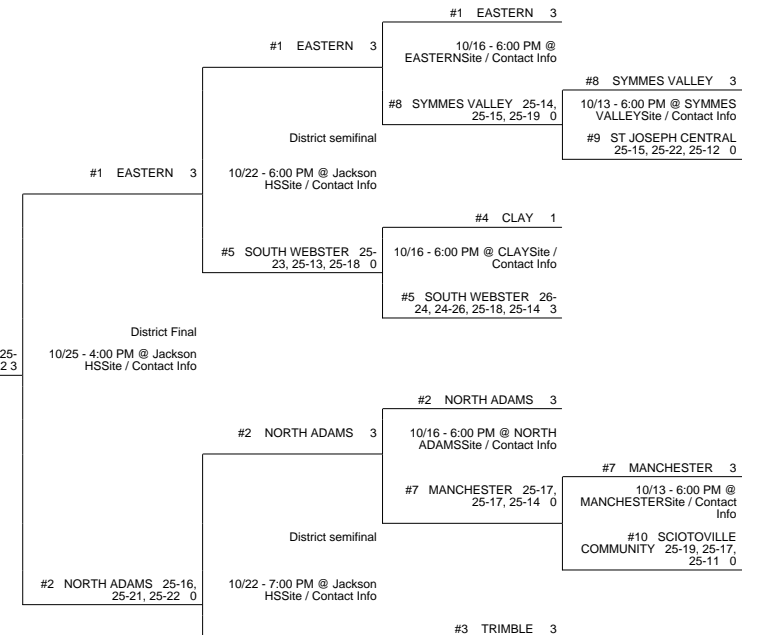 #1 EASTERN 3
#1 EASTERN 3
10/16 - 6:00 PM @
EASTERNSite / Contact Info
#8 SYMMES VALLEY 3
#8 SYMMES VALLEY 25-14,
25-15, 25-19 0
10/13 - 6:00 PM @ SYMMES
VALLEYSite / Contact Info
District semifinal
#9 ST JOSEPH CENTRAL
25-15, 25-22, 25-12 0
#1 EASTERN 3
10/22 - 6:00 PM @ Jackson
HSSite / Contact Info
#4 CLAY 1
#5 SOUTH WEBSTER 25-
23, 25-13, 25-18 0
10/16 - 6:00 PM @ CLAYSite /
Contact Info
#5 SOUTH WEBSTER 26-
24, 24-26, 25-18, 25-14 3
District Final
25-
2 3
10/25 - 4:00 PM @ Jackson
HSSite / Contact Info
#2 NORTH ADAMS 3
#2 NORTH ADAMS 3
10/16 - 6:00 PM @ NORTH
ADAMSSite / Contact Info
#7 MANCHESTER 3
#7 MANCHESTER 25-17,
25-17, 25-14 0
10/13 - 6:00 PM @
MANCHESTERSite / Contact
Info
District semifinal
#10 SCIOTOVILLE
COMMUNITY 25-19, 25-17,
25-11 0
#2 NORTH ADAMS 25-16,
25-21, 25-22 0
10/22 - 7:00 PM @ Jackson
HSSite / Contact Info
#3 TRIMBLE 3